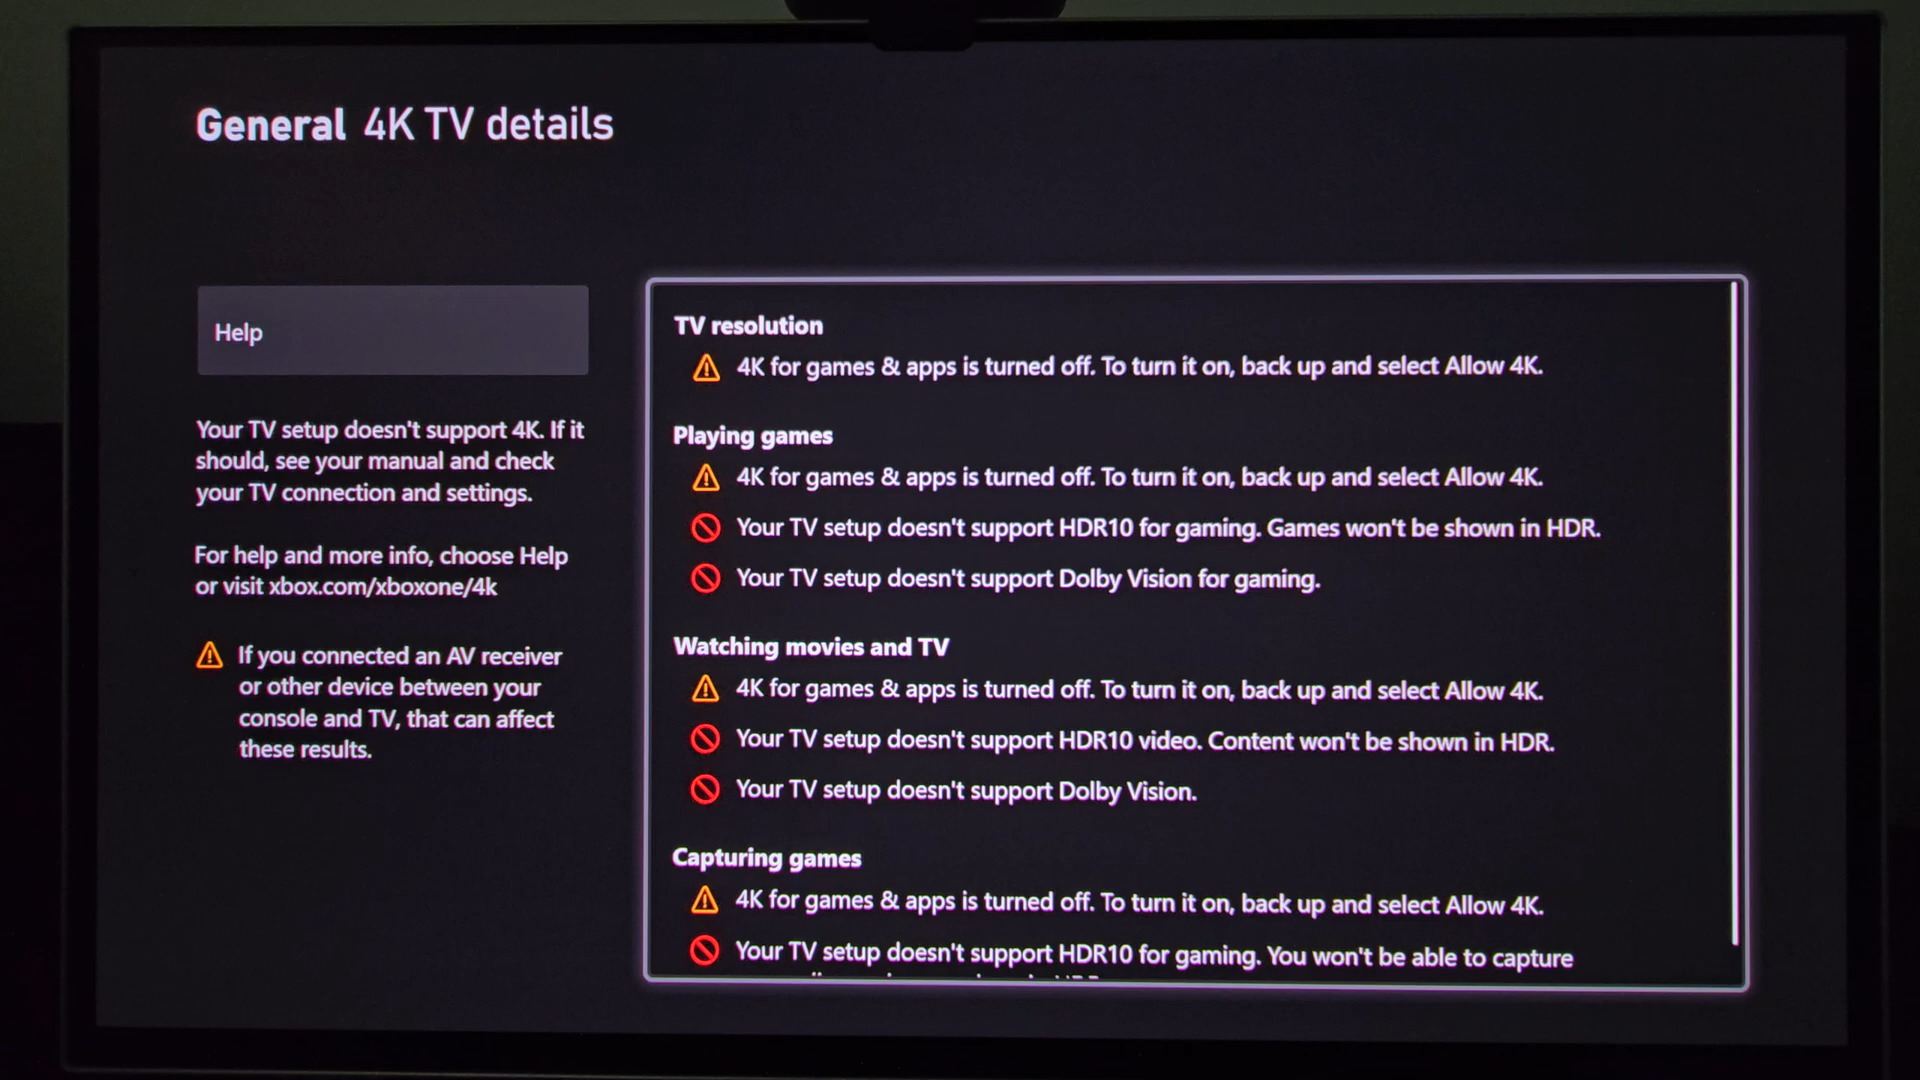 General 4K TV details
Help
Your TV setup doesn't support 4K. If it
should, see your manual and check
your TV connection and settings.
For help and more info, choose Help
or visit xbox.com/xboxone/4k
If you connected an AV receiver
or other device between your
console and TV, that can affect
these results.
TV resolution
4K for games & apps is turned off. To turn it on, back up and select Allow 4K.
Playing games
4K for games & apps is turned off. To turn it on, back up and select Allow 4K.
Your TV setup doesn't support HDR10 for gaming. Games won't be shown in HDR.
Your TV setup doesn't support Dolby Vision for gaming.
Watching movies and TV
4K for games & apps is turned off. To turn it on, back up and select Allow 4K.
Your TV setup doesn't support HDR10 video. Content won't be shown in HDR.
Your TV setup doesn't support Dolby Vision.
Capturing games
4K for games & apps is turned off. To turn it on, back up and select Allow 4K.
Your TV setup doesn't support HDR10 for gaming. You won't be able to capture